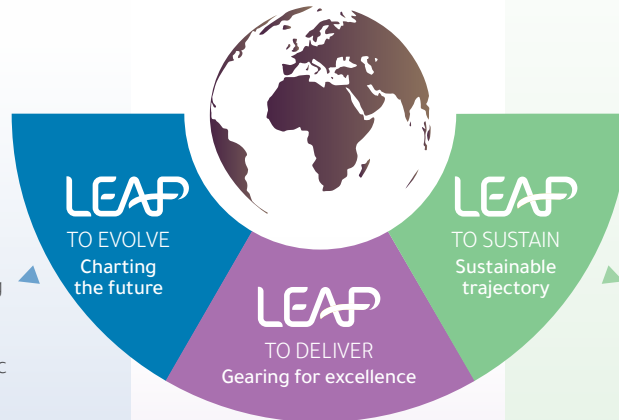 LEAP
TO EVOLVE
Charting
the future
LEAP
TO DELIVER
Gearing for excellence
LEAP
TO SUSTAIN
Sustainable
trajectory